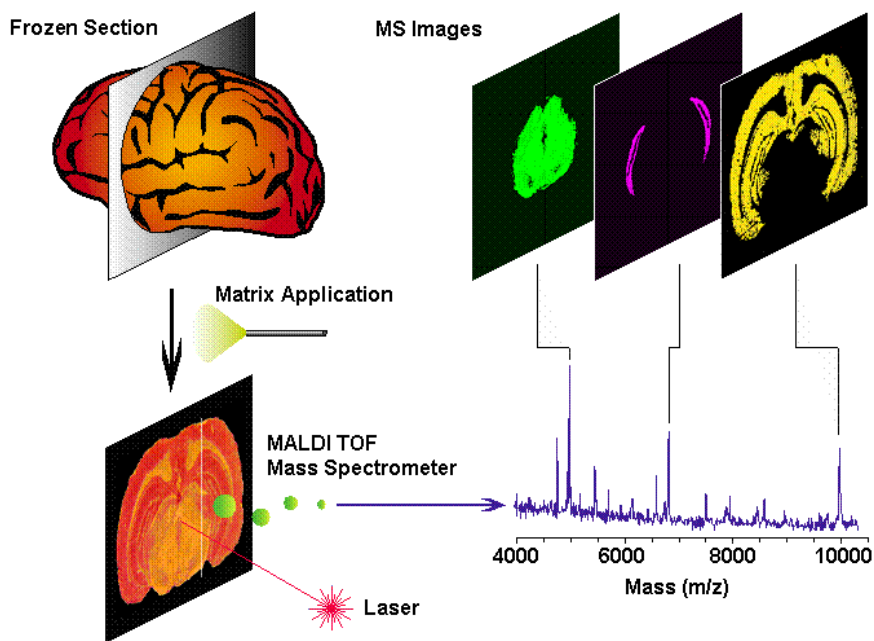 Frozen Section
MS Images
Matrix Application
MALDI TOF
Mass Spectrometer
4000 6000 8000 10000
Mass (m/z)
Laser